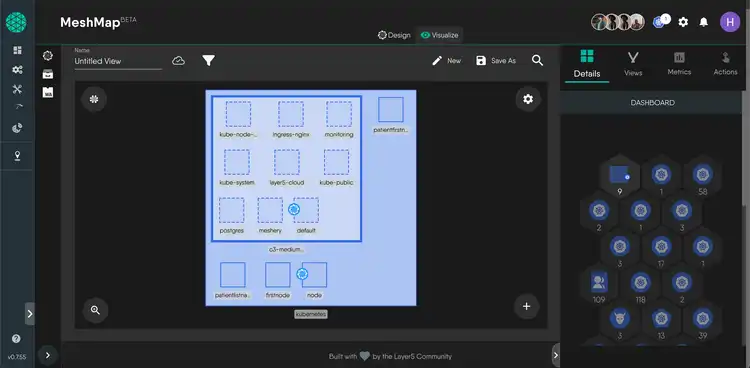 MeshMap BETA
1
H
Design
Visualize
Name
Untitled View
New
Save As
Details
Views
Metrics
Actions
DASHBOARD
kube-node-...
ingress-nginx
monitoring
patientfirstn...
kube-system
layer5-cloud
kube-public
postgres
meshery
default
c3-medium...
firstnode
node
kubernetes
9
1
58
2
1
3
3
17
1
109
118
2
3
13
39
v0.7.55
Built with
by the Layer5 Community